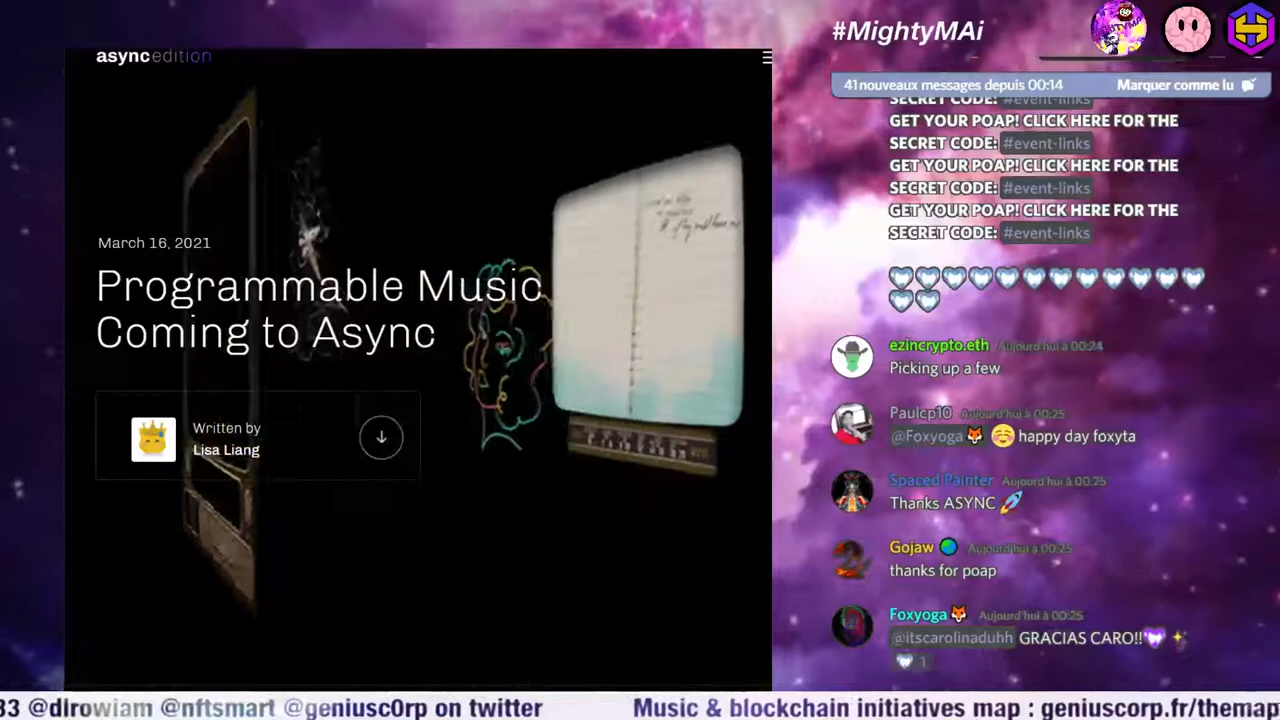 #MightyMAi
asyncedition
41 nouveaux messages depuis 00:14 Marquer comme lu
SECRET CODE: #event-links
GET YOUR POAP! CLICK HERE FOR THE
SECRET CODE: #event-links
GET YOUR POAP! CLICK HERE FOR THE
SECRET CODE: #event-links
GET YOUR POAP! CLICK HERE FOR THE
SECRET CODE: #event-links
March 16, 2021
Programmable Music
Coming to Async
Written by
Lisa Liang
ezincrypto.eth Aujourd'hui à 00:24
Picking up a few
Paulcp10 Aujourd'hui à 00:25
@Foxyoga🦊 ☺️ happy day foxyta
Spaced Painter Aujourd'hui à 00:25
Thanks ASYNC 🚀
Gojaw 🌎 Aujourd'hui à 00:25
thanks for poap
Foxyoga🦊 Aujourd'hui à 00:25
@itscarolinaduhh GRACIAS CARO!!💜✨
🤍 1
33 @dlrowiam @nftsmart @geniusc0rp on twitter Music & blockchain initiatives map : geniuscorp.fr/themap